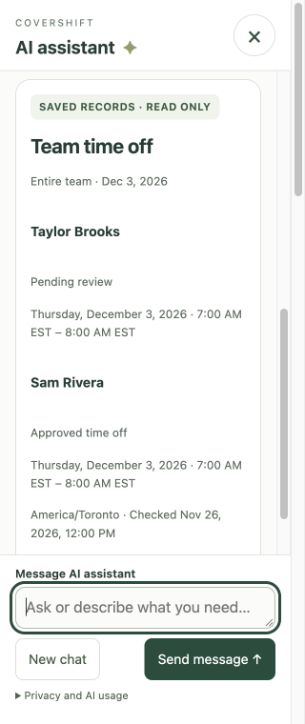 COVERSHIFT
AI assistant
SAVED RECORDS · READ ONLY
Team time off
Entire team · Dec 3, 2026
Taylor Brooks
Pending review
Thursday, December 3, 2026 · 7:00 AM
EST – 8:00 AM EST
Sam Rivera
Approved time off
Thursday, December 3, 2026 · 7:00 AM
EST – 8:00 AM EST
America/Toronto · Checked Nov 26,
2026, 12:00 PM
Message AI assistant
Ask or describe what you need...
New chat
Send message ↑
Privacy and AI usage